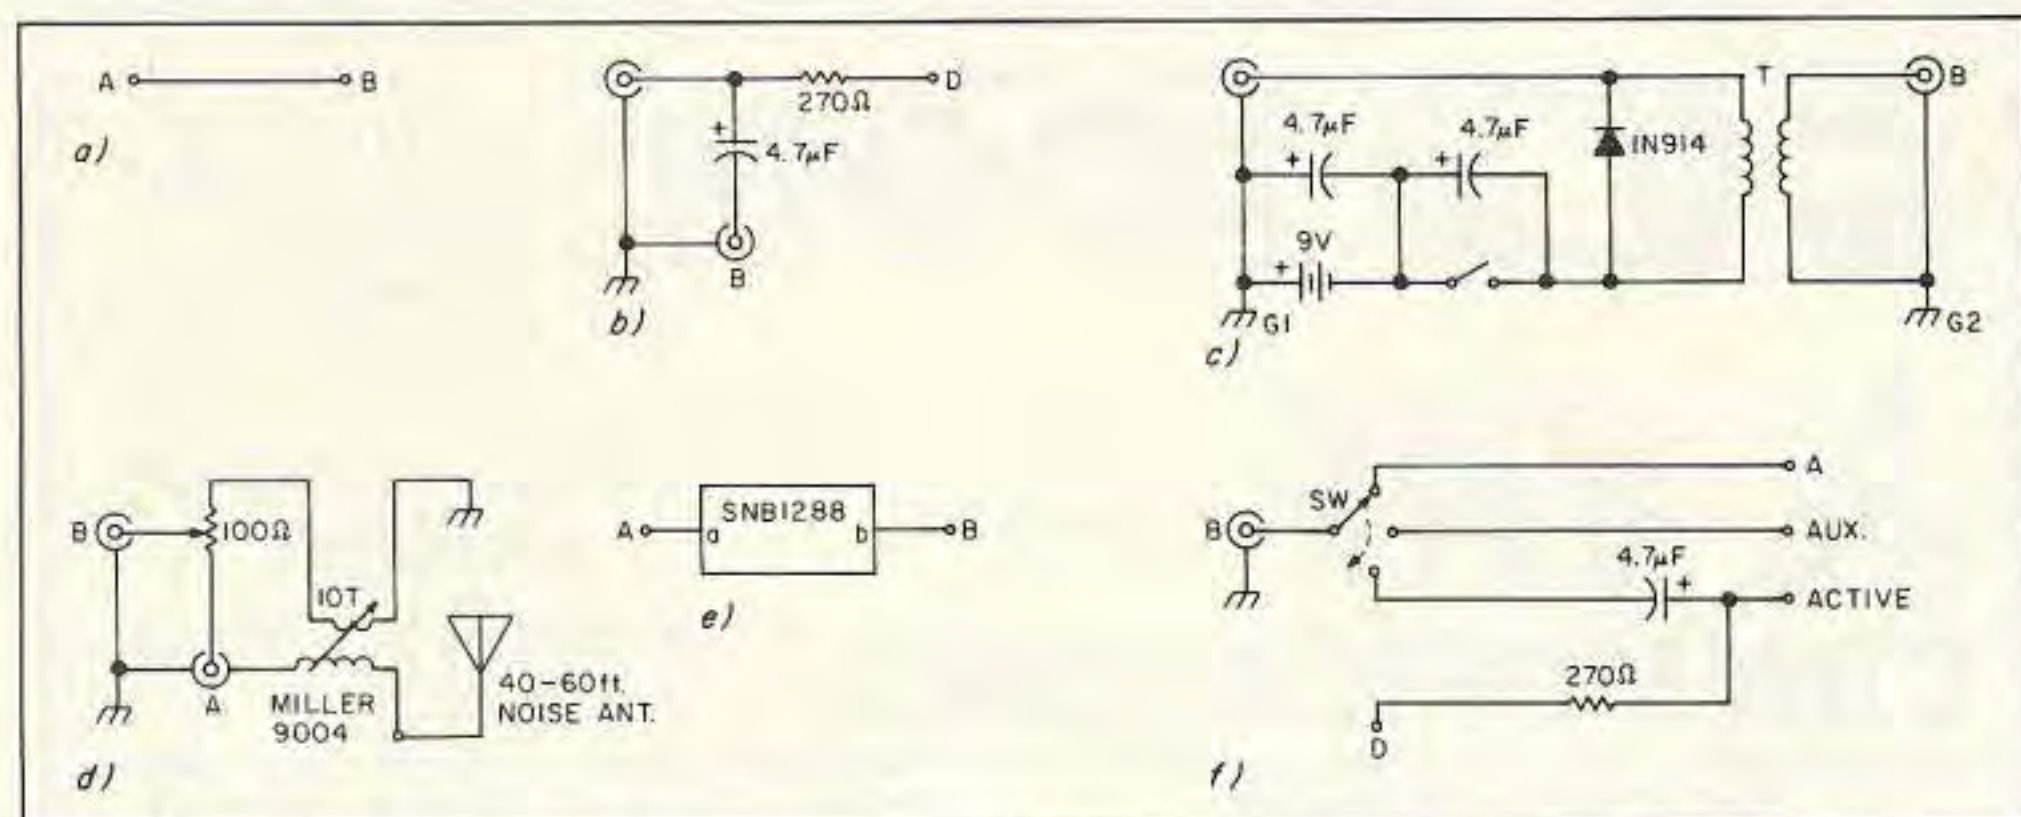 A
B
a)
270Ω
D
+
4.7μF
B
b)
T
B
4.7μF
4.7μF
+
+
IN914
9V
+
G1
G2
c)
B
100Ω
10T
A
MILLER
9004
40-60ft.
NOISE ANT.
d)
SNB1288
A
a
b
B
e)
A
SW
B
AUX.
4.7μF
+
ACTIVE
270Ω
D
f)